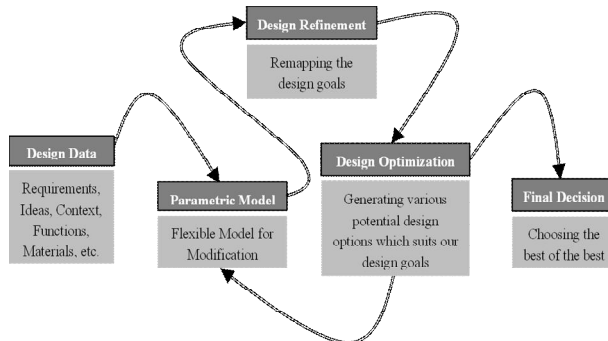 Design Refinement
Remapping the
design goals
Design Data
Requirements,
Ideas, Context,
Functions,
Materials, etc.
Parametric Model
Flexible Model for
Modification
Design Optimization
Generating various
potential design
options which suits our
design goals
Final Decision
Choosing the
best of the best